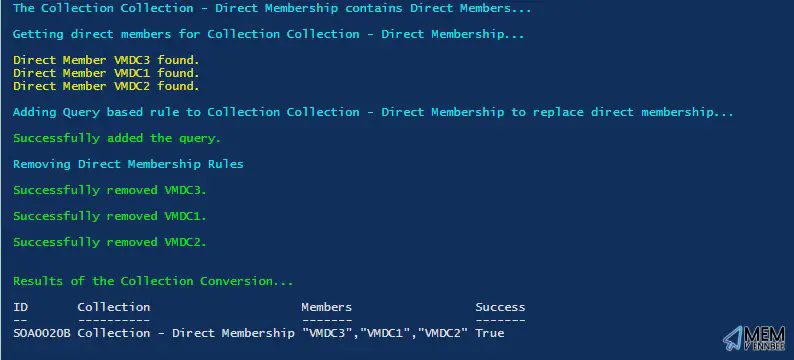 The Collection Collection - Direct Membership contains Direct Members...
Getting direct members for Collection Collection - Direct Membership...
Direct Member VMDC3 found.
Direct Member VMDC1 found.
Direct Member VMDC2 found.
Adding Query based rule to Collection Collection - Direct Membership to replace direct membership...
Successfully added the query.
Removing Direct Membership Rules
Successfully removed VMDC3.
Successfully removed VMDC1.
Successfully removed VMDC2.
Results of the Collection Conversion...
ID Collection Members Success
-- ---------- ------- -------
SOA0020B Collection - Direct Membership "VMDC3","VMDC1","VMDC2" True
MEM
VENNBEE